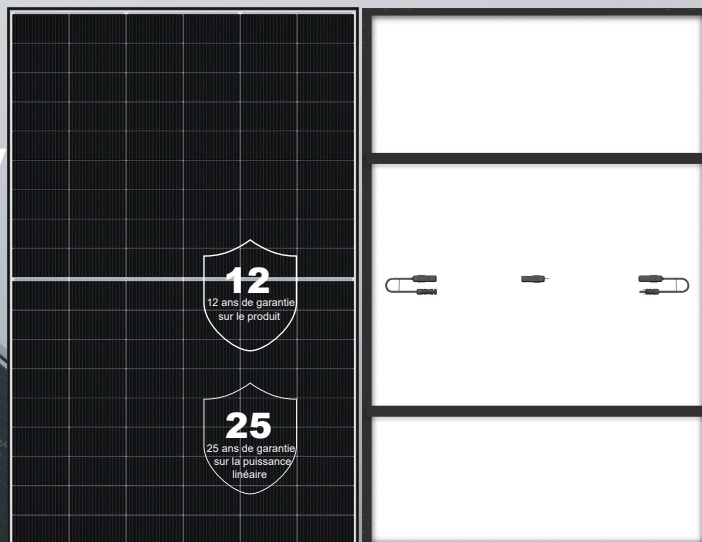 12
12 ans de garantie
sur le produit
25
25 ans de garantie
sur la puissance
linéaire